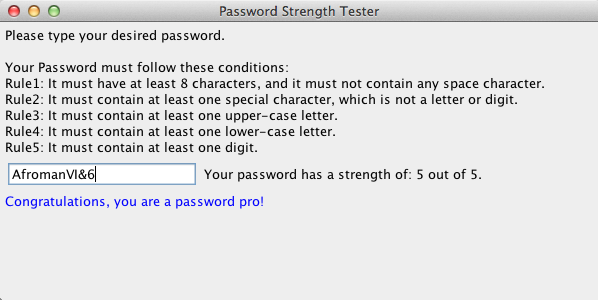 Password Strength Tester
Please type your desired password.
Your Password must follow these conditions:
Rule1: It must have at least 8 characters, and it must not contain any space character.
Rule2: It must contain at least one special character, which is not a letter or digit.
Rule3: It must contain at least one upper-case letter.
Rule4: It must contain at least one lower-case letter.
Rule5: It must contain at least one digit.
AfromanVI&6 Your password has a strength of: 5 out of 5.
Congratulations, you are a password pro!